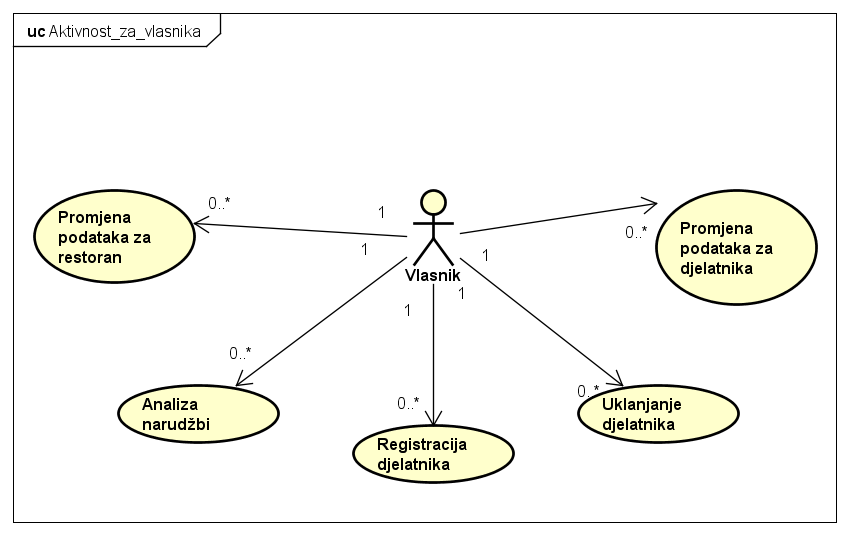 uc Aktivnost_za_vlasnika
0..*
1
Promjena
podataka za
restoran
1
Vlasnik
1
0..*
Promjena
podataka za
djelatnika
1
1
0..*
0..*
0..*
Analiza
narudžbi
Registracija
djelatnika
Uklanjanje
djelatnika